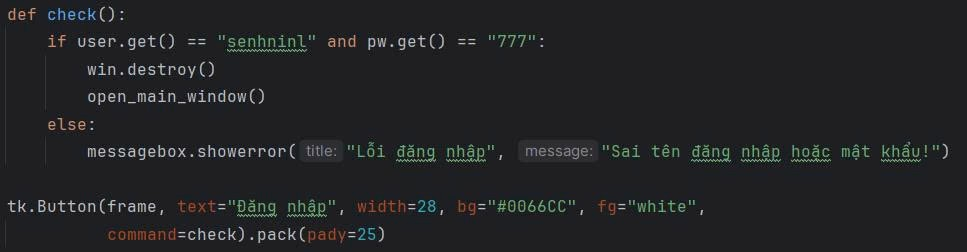 def check():
    if user.get() == "senhninl" and pw.get() == "777":
        win.destroy()
        open_main_window()
    else:
        messagebox.showerror( title: "Lỗi đăng nhập", message: "Sai tên đăng nhập hoặc mật khẩu!")
tk.Button(frame, text="Đăng nhập", width=28, bg="#0066CC", fg="white",
          command=check).pack(pady=25)